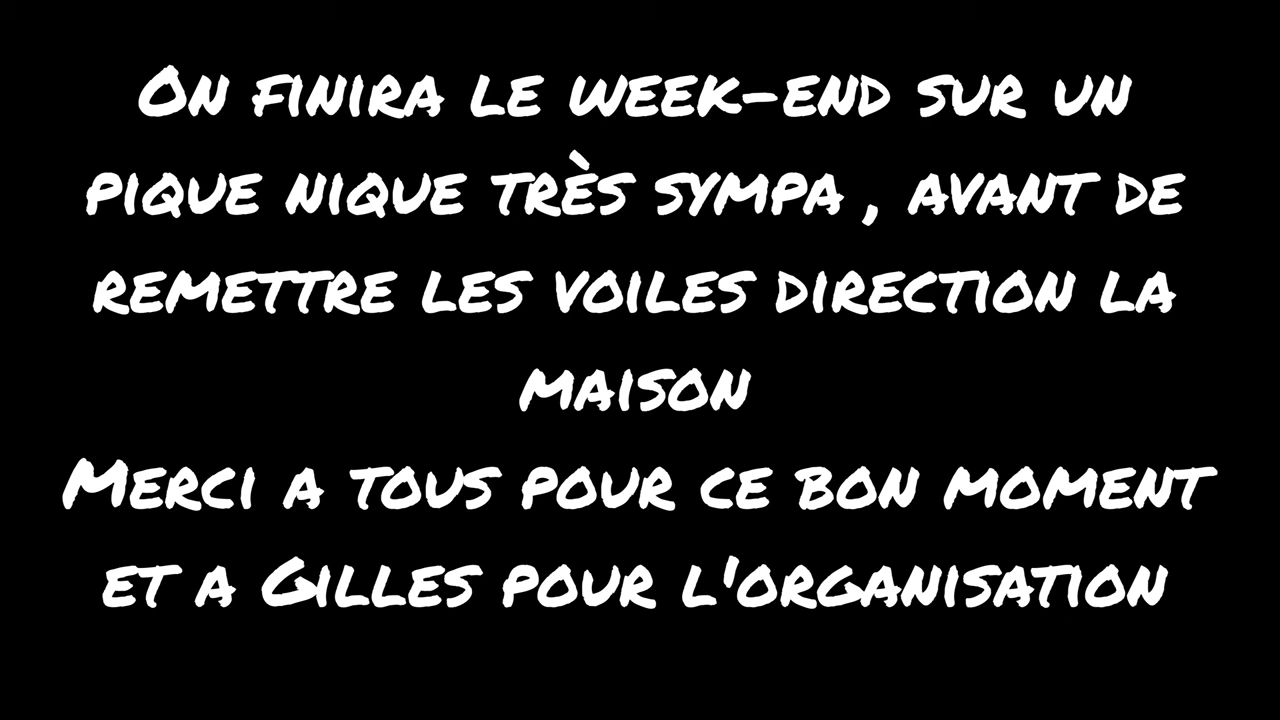 On finira le week-end sur un
pique nique très sympa , avant de
remettre les voiles direction la
maison
Merci a tous pour ce bon moment
et a Gilles pour l'organisation